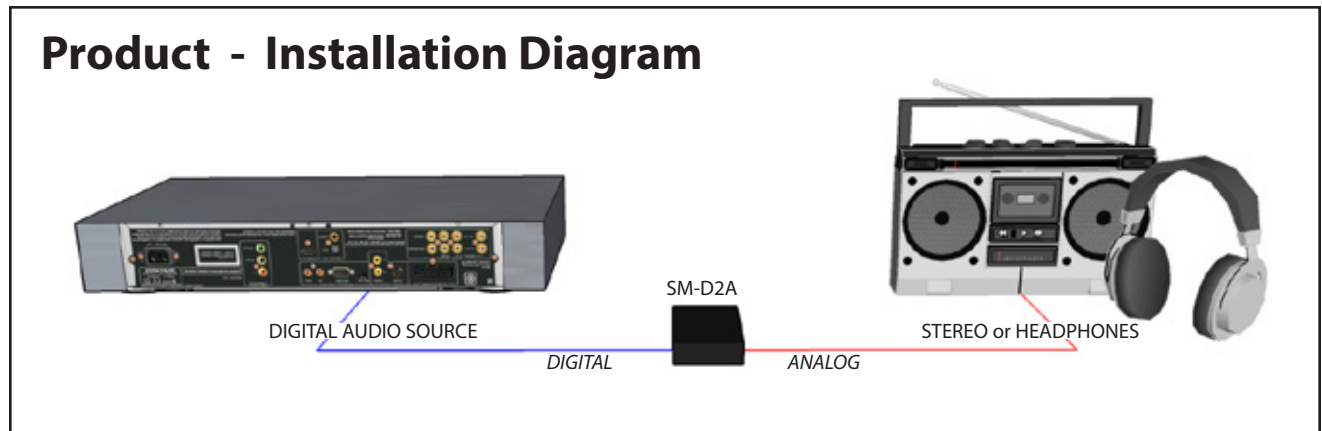 Product - Installation Diagram
SM-D2A
DIGITAL AUDIO SOURCE
STEREO or HEADPHONES
DIGITAL
ANALOG